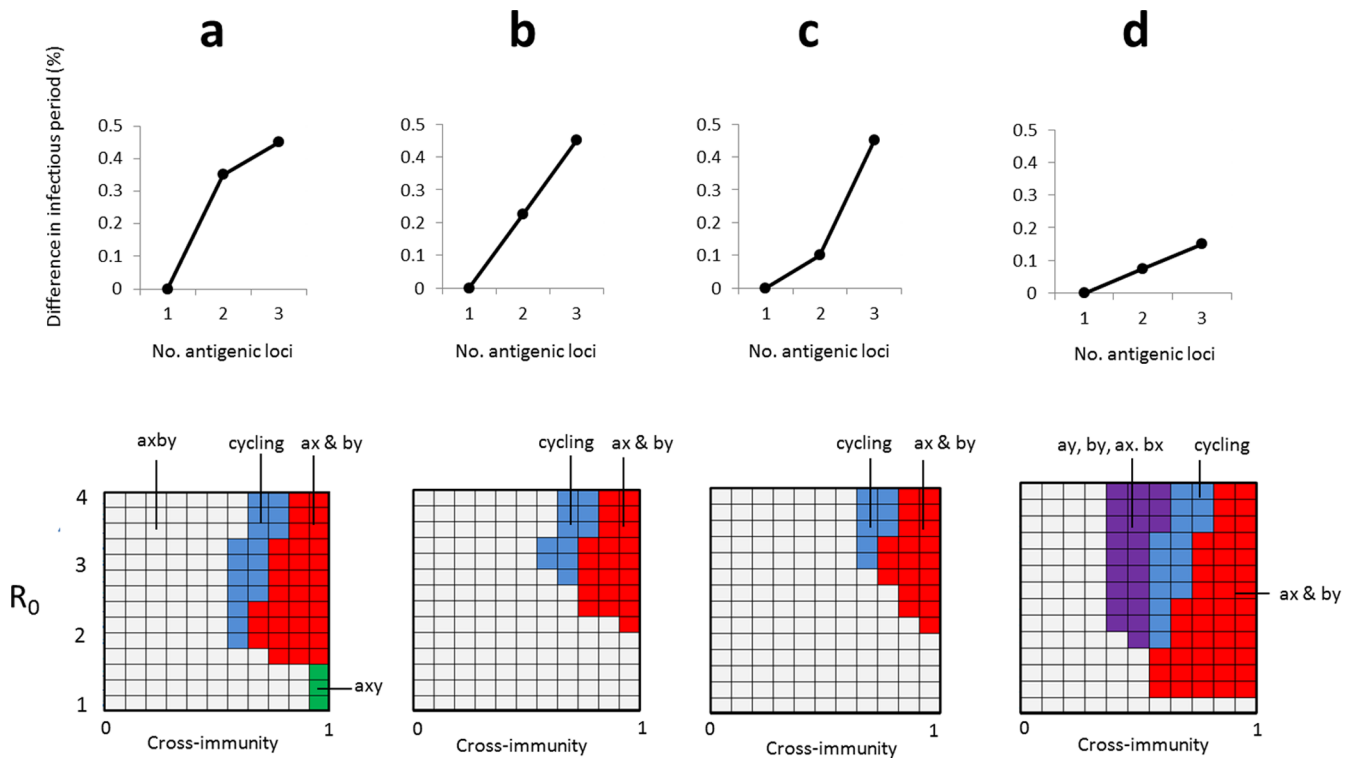 a b c d
Difference in infectious period (%)
0.5 0.5 0.5 0.5
0.4 0.4 0.4 0.4
0.3 0.3 0.3 0.3
0.2 0.2 0.2 0.2
0.1 0.1 0.1 0.1
0 0 0 0
1 2 3 1 2 3 1 2 3 1 2 3
No. antigenic loci No. antigenic loci No. antigenic loci No. antigenic loci
axby cycling ax & by cycling ax & by cycling ax & by ay, by, ax. bx cycling
4
3
R0
2
1
axy
ax & by
0 1 0 1 0 1 0 1
Cross-immunity Cross-immunity Cross-immunity Cross-immunity